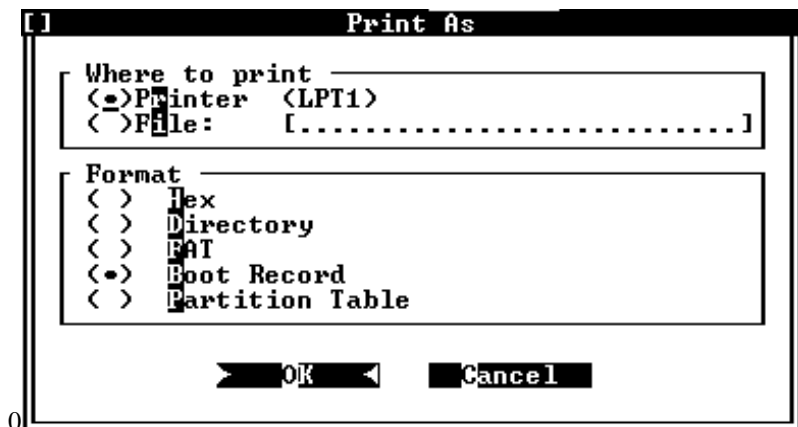 [] Print As
Where to print
(•)Printer (LPT1)
( )File: [...........................]
Format
( ) Hex
( ) Directory
( ) FAT
(•) Boot Record
( ) Partition Table
OK Cancel
0